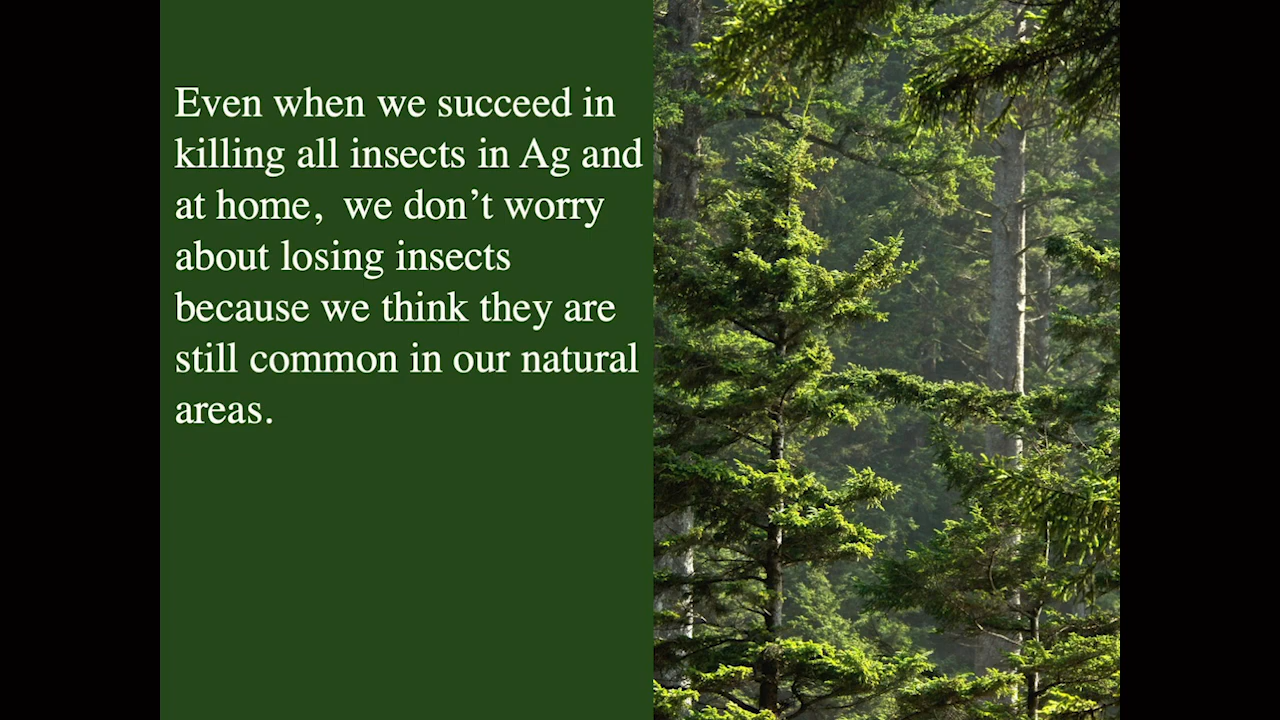 Even when we succeed in
killing all insects in Ag and
at home,  we don’t worry
about losing insects
because we think they are
still common in our natural
areas.